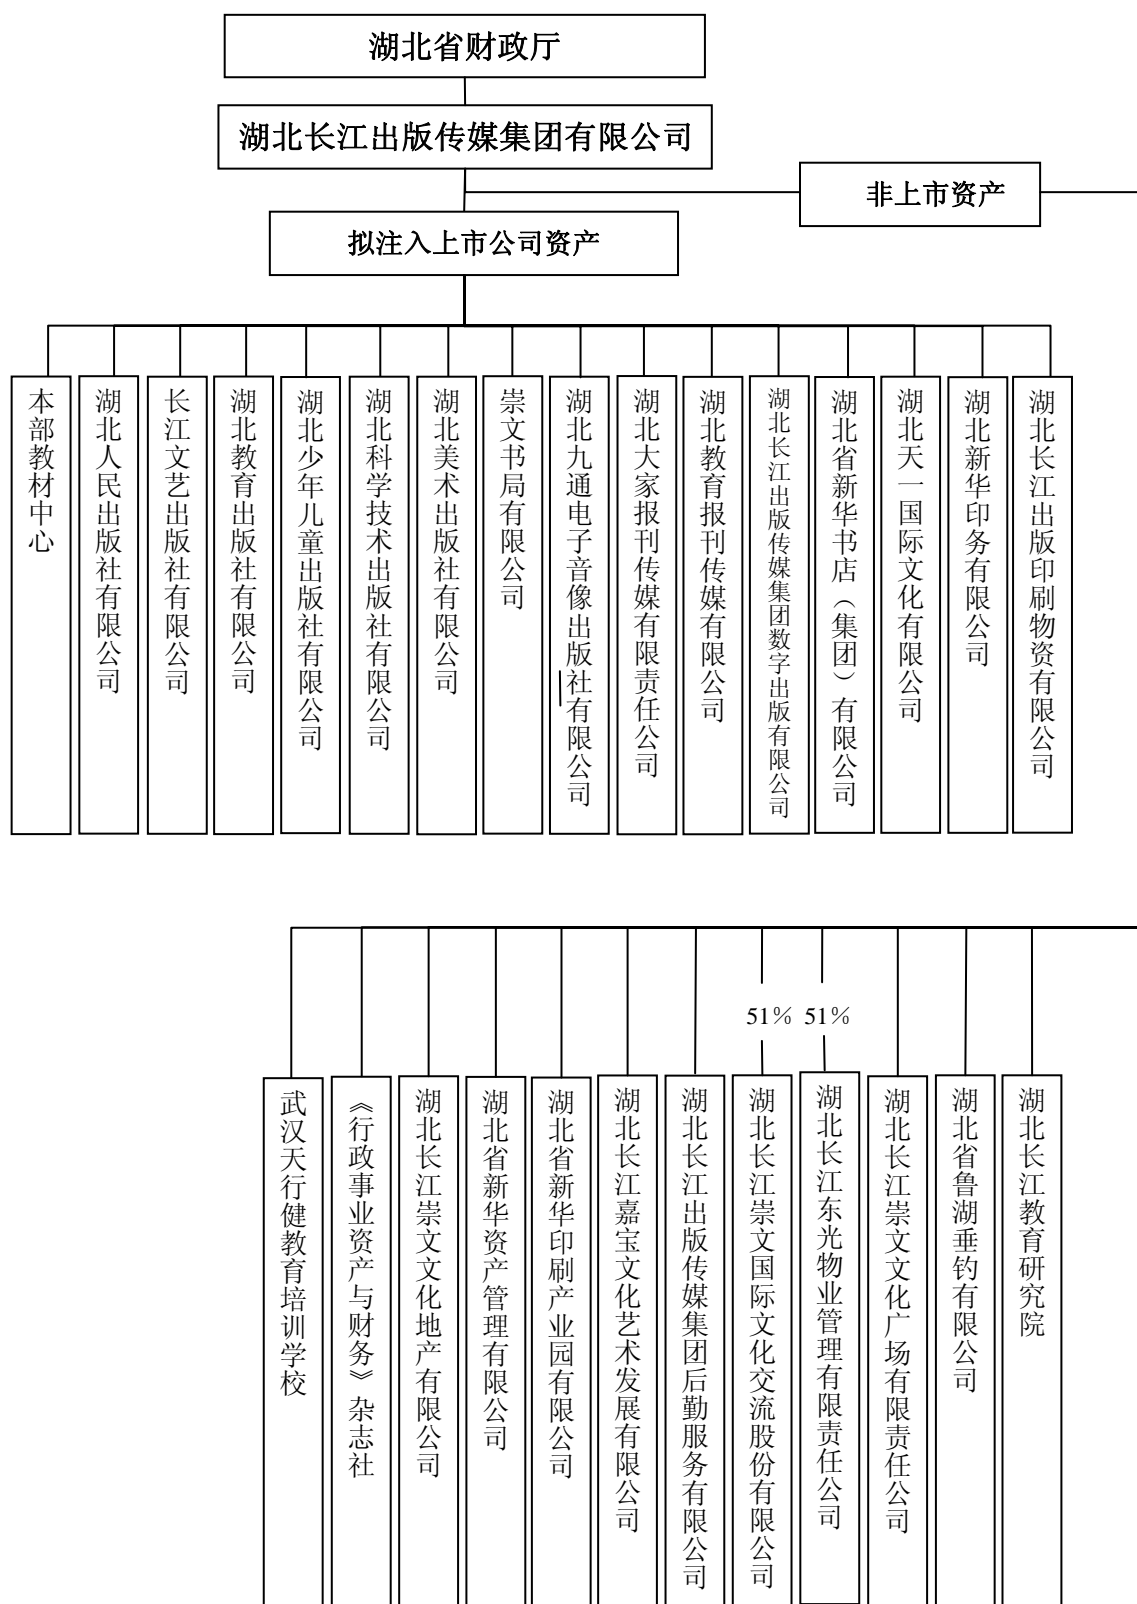 湖北省财政厅
湖北长江出版传媒集团有限公司
非上市资产
拟注入上市公司资产
本部教材中心
湖北人民出版社有限公司
长江文艺出版社有限公司
湖北教育出版社有限公司
湖北少年儿童出版社有限公司
湖北科学技术出版社有限公司
湖北美术出版社有限公司
崇文书局有限公司
湖北九通电子音像出版社有限公司
湖北大家报刊传媒有限责任公司
湖北教育报刊传媒有限公司
湖北长江出版传媒集团数字出版有限公司
湖北省新华书店（集团）有限公司
湖北天一国际文化有限公司
湖北新华印务有限公司
湖北长江出版印刷物资有限公司
51% 51%
武汉天行健教育培训学校
《行政事业资产与财务》杂志社
湖北长江崇文文化地产有限公司
湖北省新华资产管理有限公司
湖北省新华印刷产业园有限公司
湖北长江嘉宝文化艺术发展有限公司
湖北长江出版传媒集团后勤服务有限公司
湖北长江崇文国际文化交流股份有限公司
湖北长江东光物业管理有限责任公司
湖北长江崇文文化广场有限责任公司
湖北省鲁湖垂钓有限公司
湖北长江教育研究院